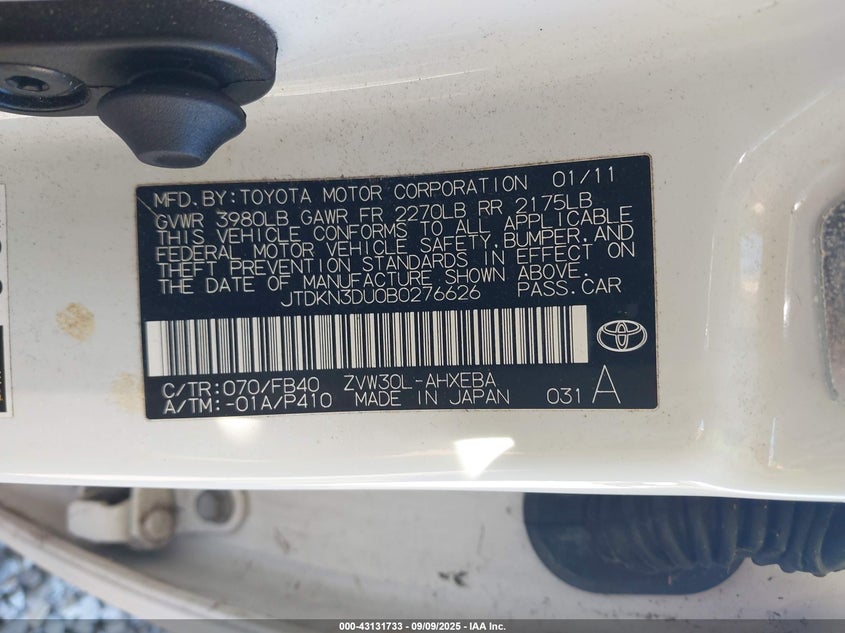 MFD.BY:TOYOTA MOTOR CORPORATION 01/11
GVWR 3980LB GAWR FR 2270LB RR 2175LB
THIS VEHICLE CONFORMS TO ALL APPLICABLE
FEDERAL MOTOR VEHICLE SAFETY,BUMPER,AND
THEFT PREVENTION STANDARDS IN EFFECT ON
THE DATE OF MANUFACTURE SHOWN ABOVE.
JTDKN3DU0B0276626 PASS.CAR
C/TR:070/FB40 ZVW30L-AHXEBA
A/TM:-01A/P410 MADE IN JAPAN 031 A
000-43131733 - 09/09/2025 - IAA Inc.